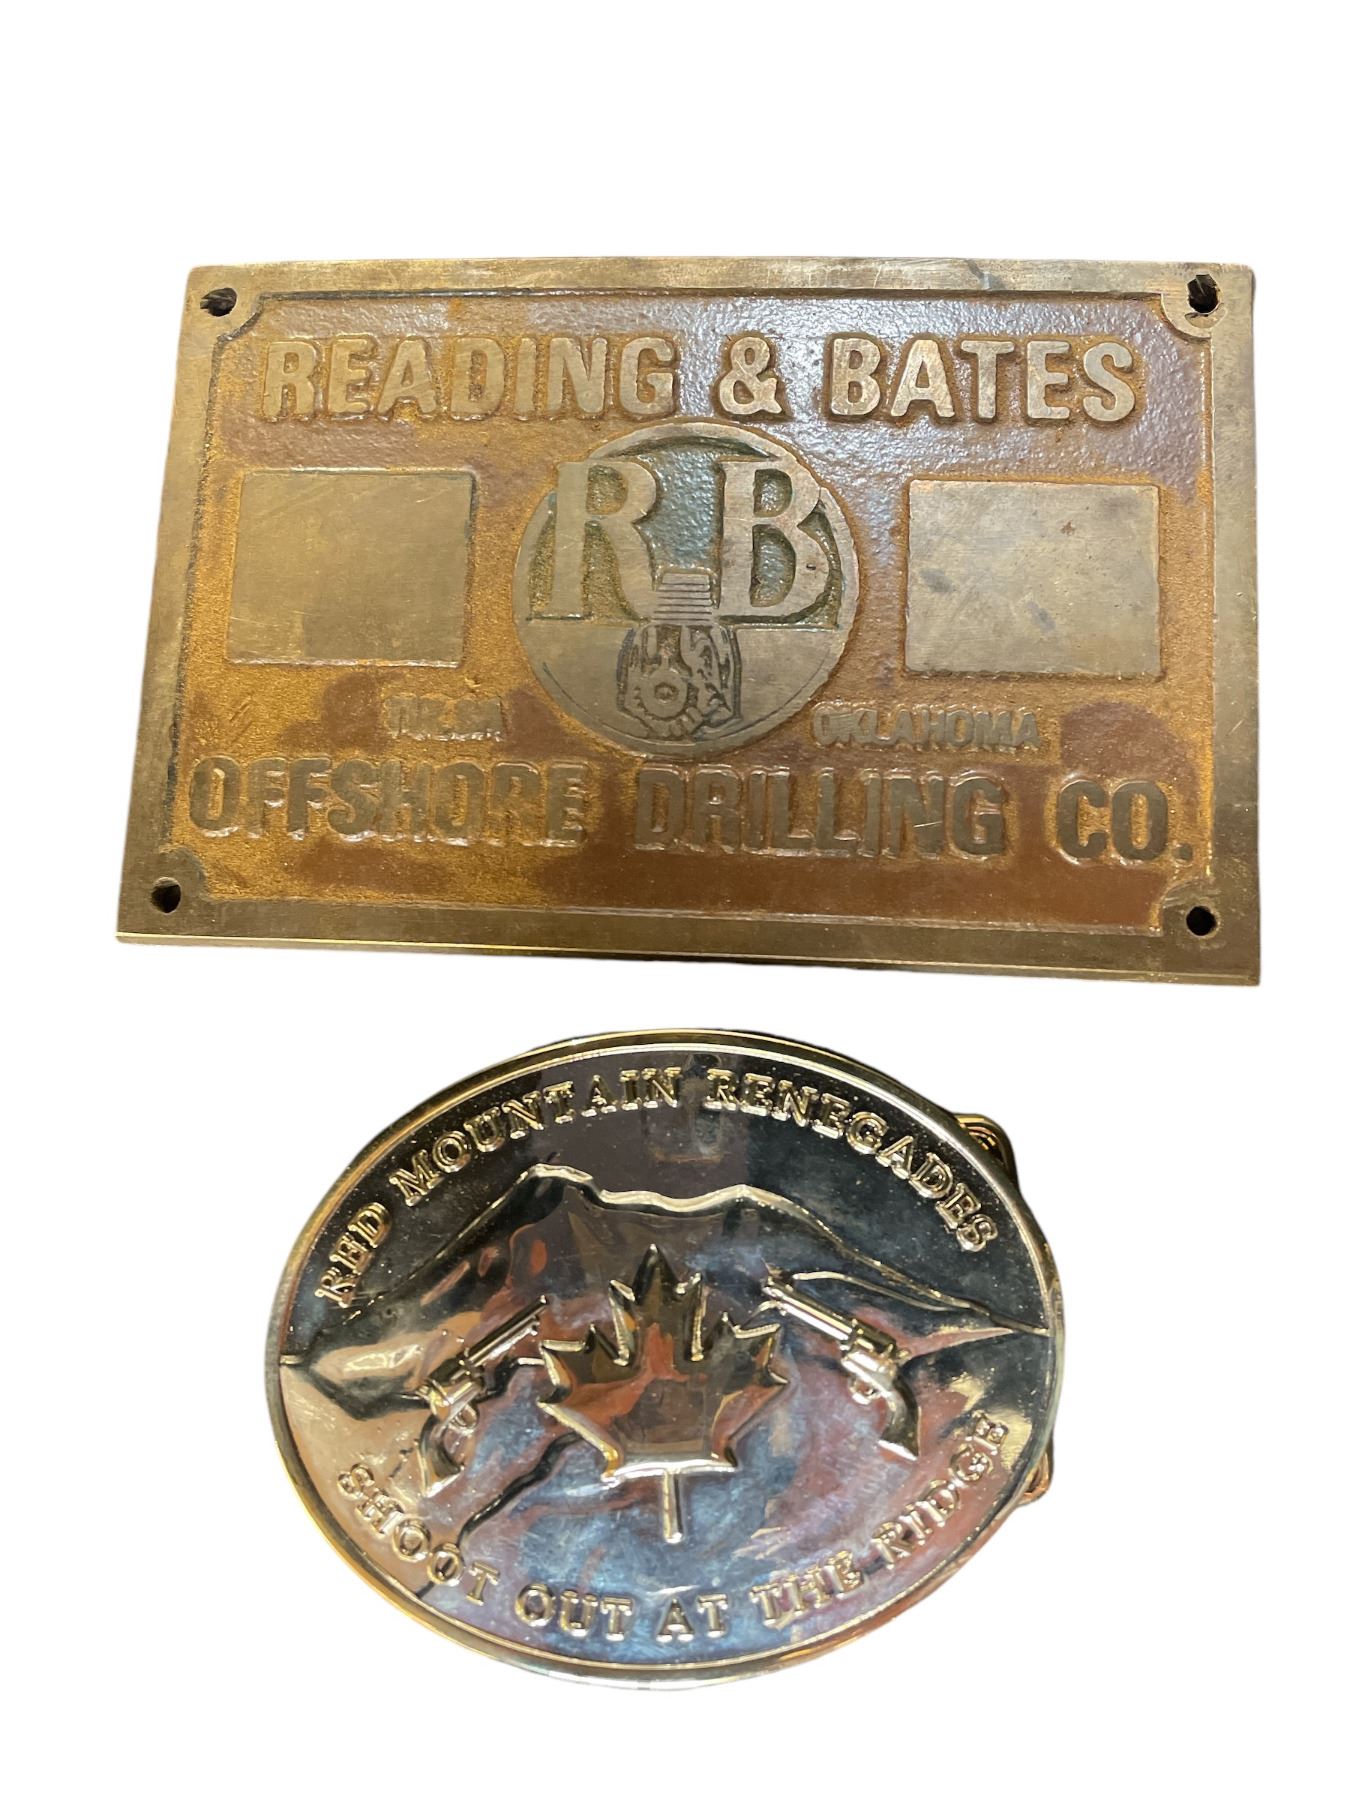 READING & BATES
R B
TULSA OKLAHOMA
OFFSHORE DRILLING CO.
RED MOUNTAIN RENEGADES
SHOOT OUT AT THE RIDGE